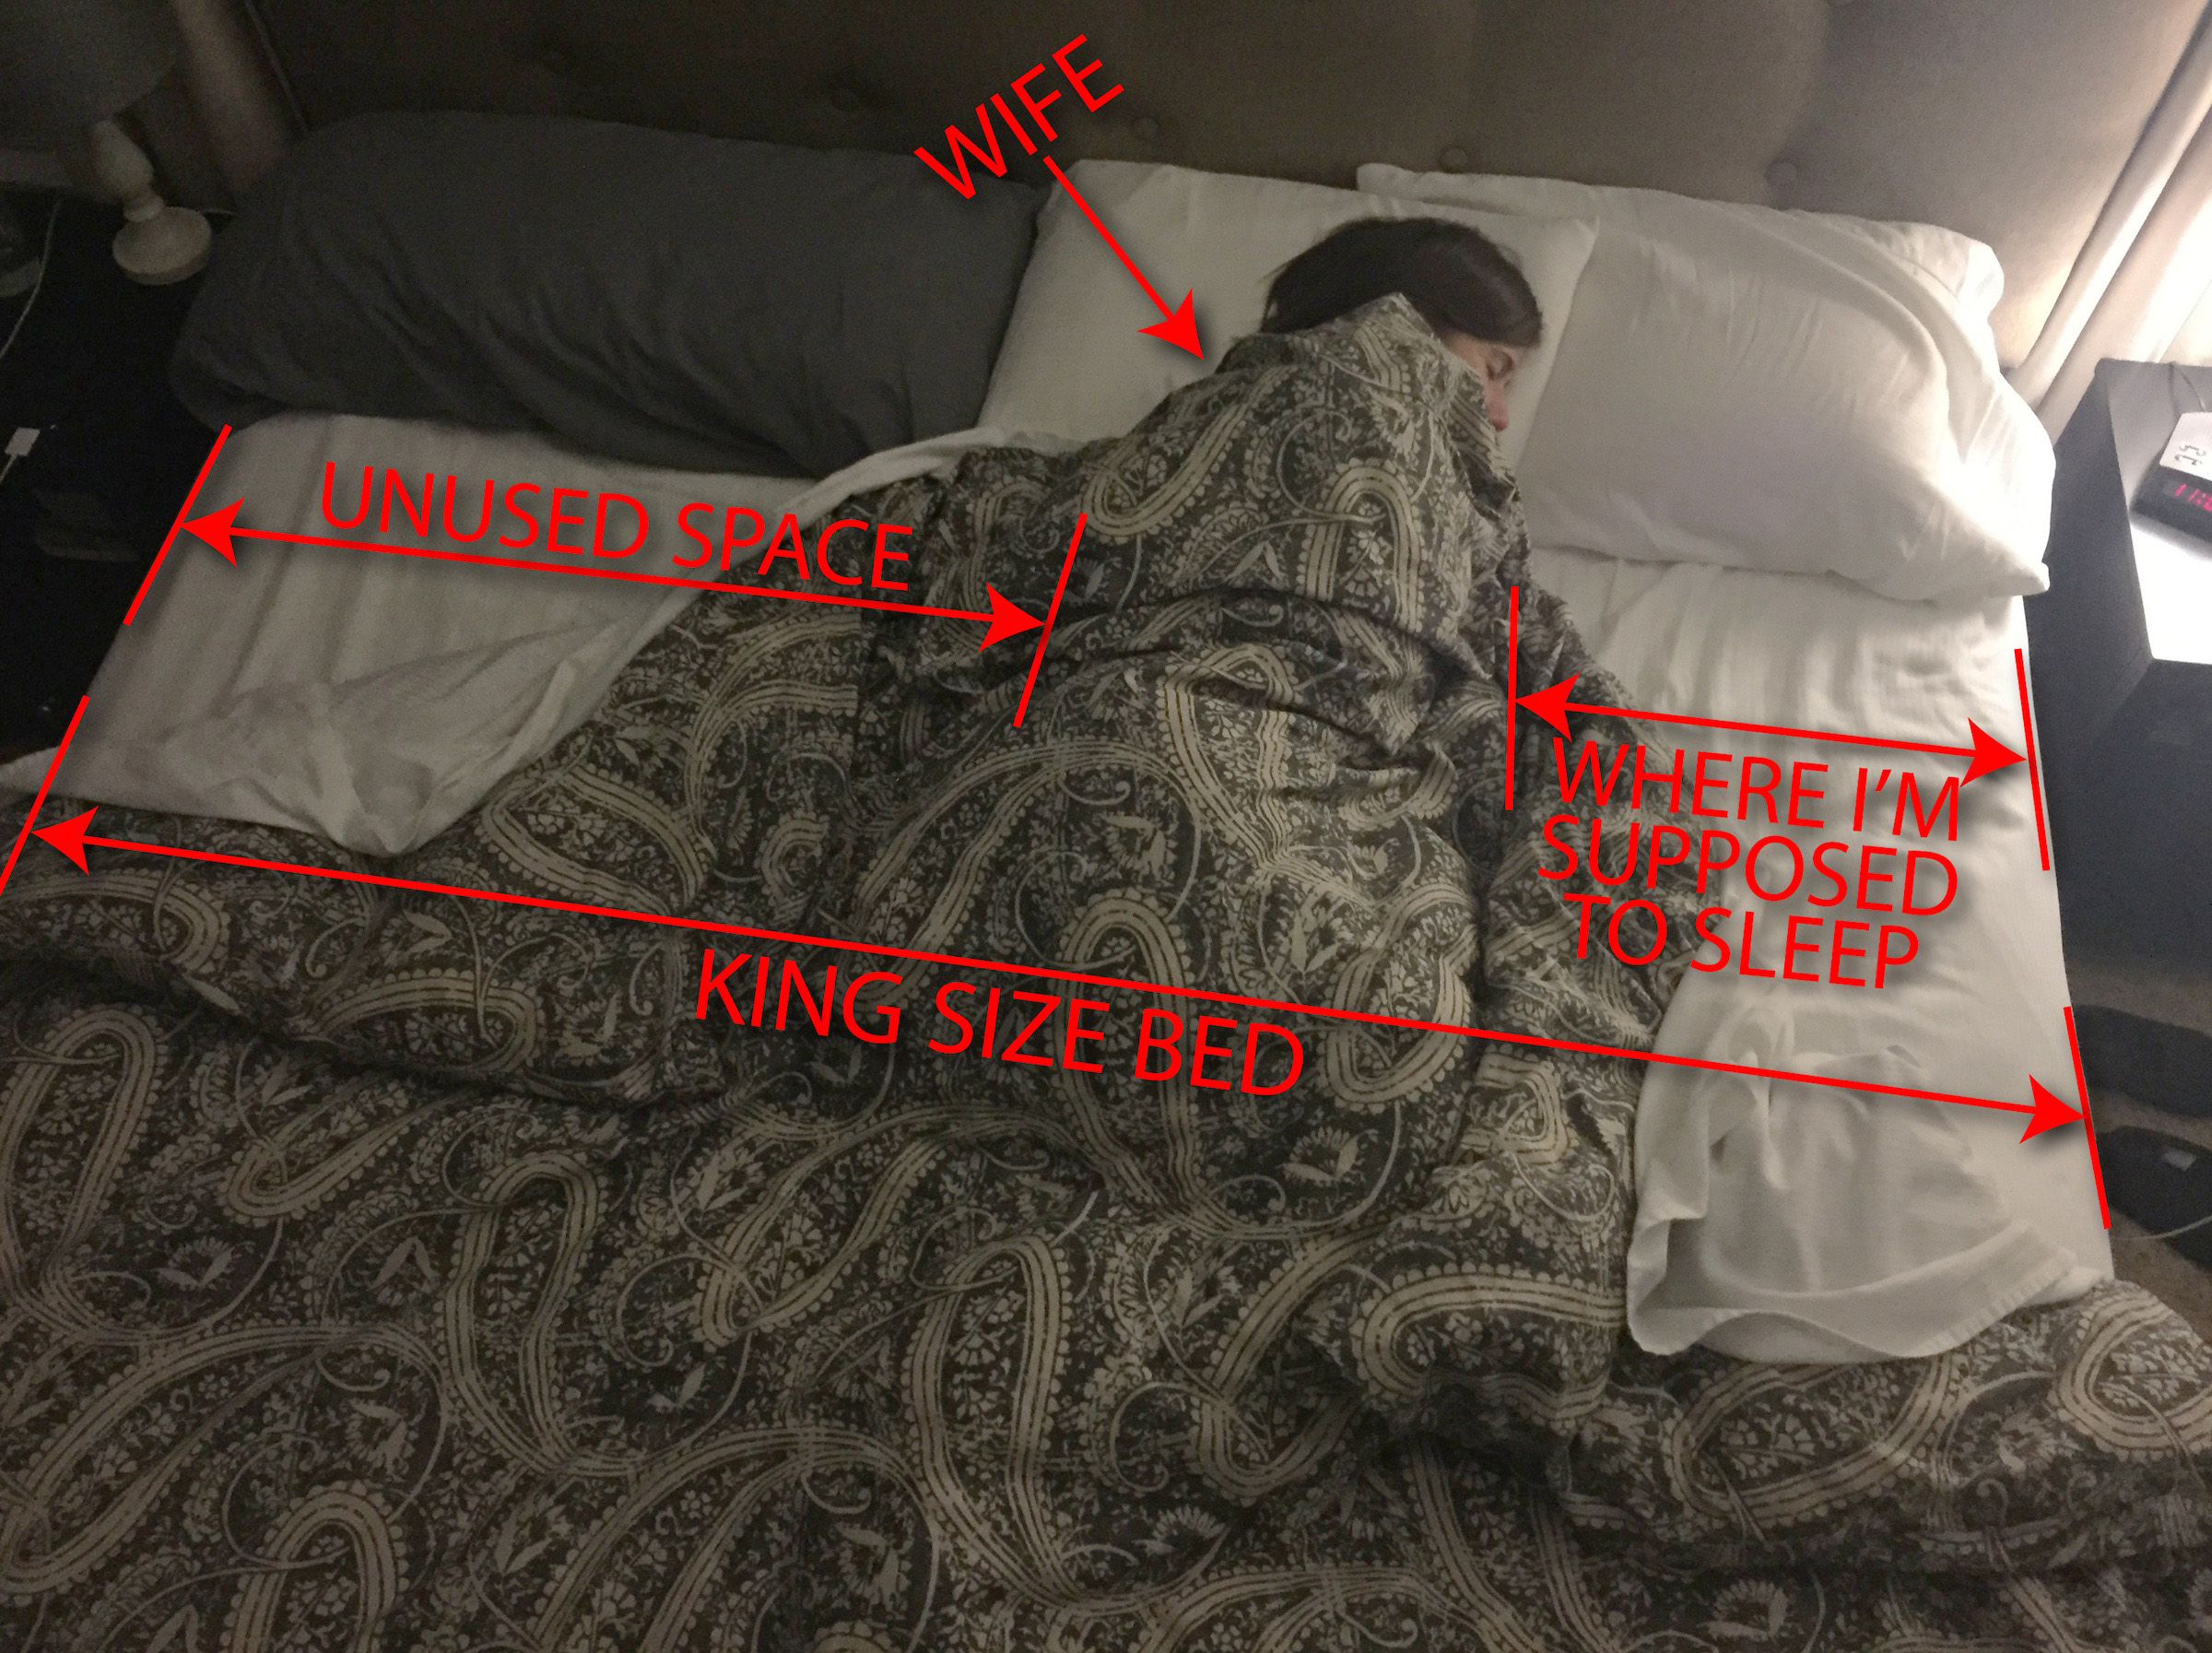 WIFE
UNUSED SPACE
WHERE I'M
SUPPOSED
TO SLEEP
KING SIZE BED